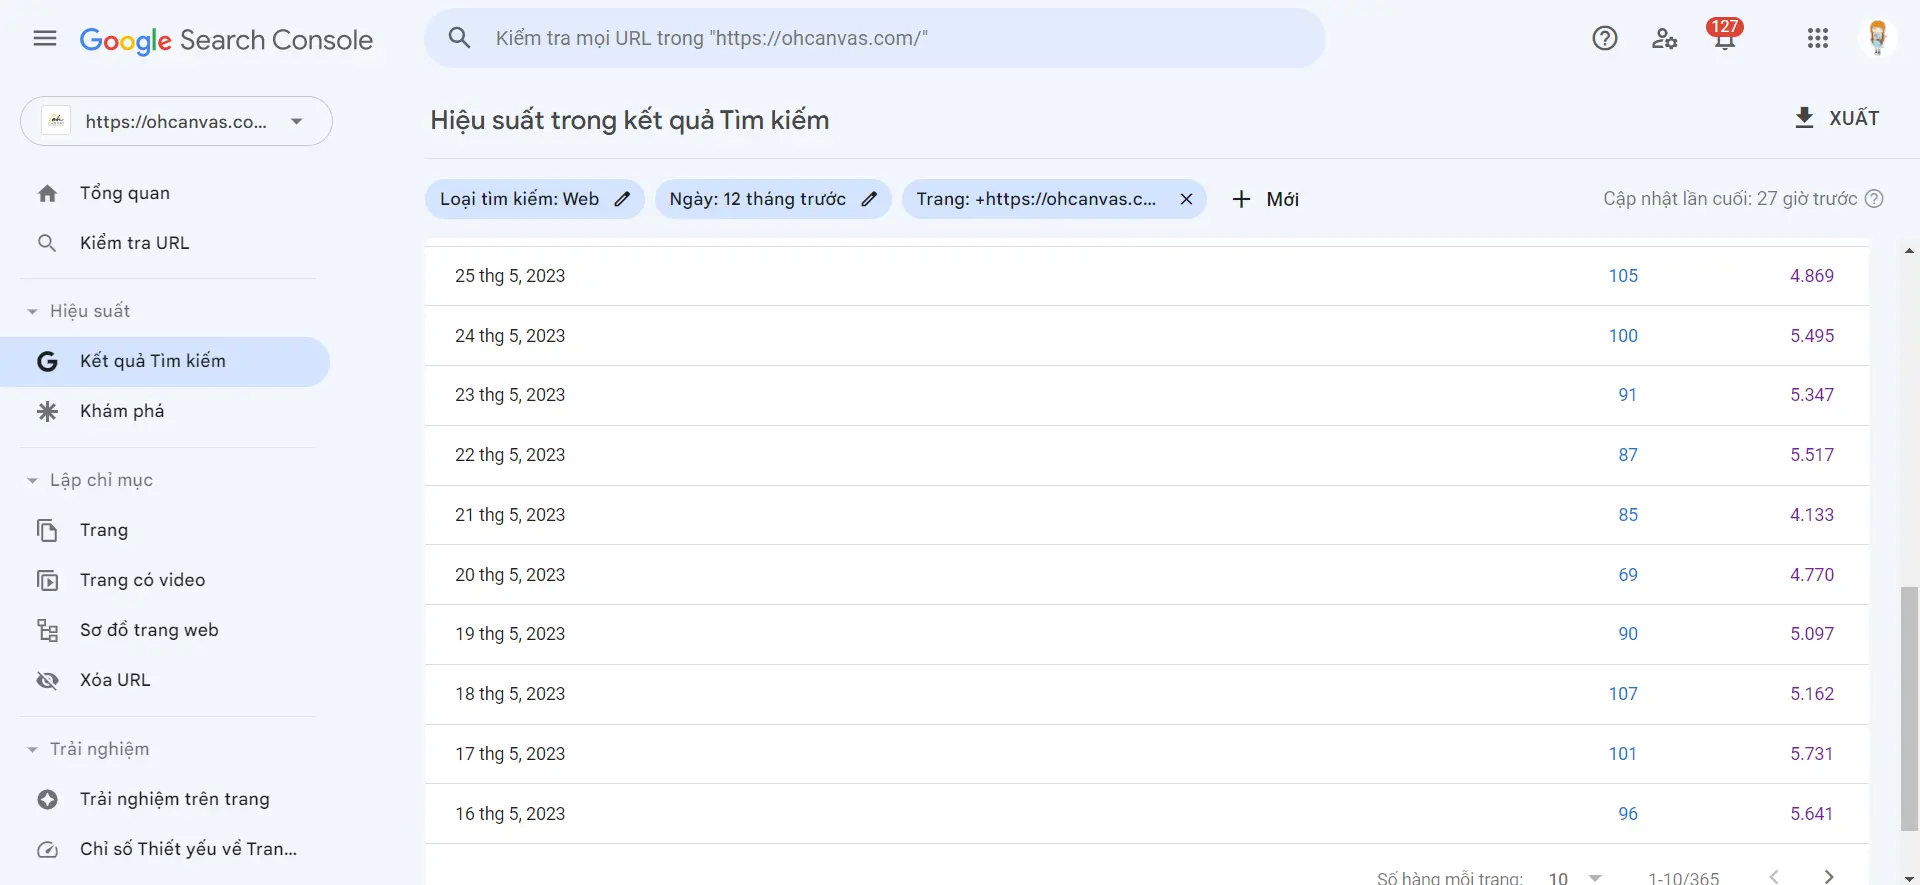 Google Search Console
Kiểm tra mọi URL trong "https://ohcanvas.com/"
127
https://ohcanvas.co...
Hiệu suất trong kết quả Tìm kiếm
XUẤT
Loại tìm kiếm: Web
Ngày: 12 tháng trước
Trang: +https://ohcanvas.c...
Mới
Cập nhật lần cuối: 27 giờ trước
Tổng quan
Kiểm tra URL
Hiệu suất
Kết quả Tìm kiếm
Khám phá
Lập chỉ mục
Trang
Trang có video
Sơ đồ trang web
Xóa URL
Trải nghiệm
Trải nghiệm trên trang
Chỉ số Thiết yếu về Tran...
25 thg 5, 2023 105 4.869
24 thg 5, 2023 100 5.495
23 thg 5, 2023 91 5.347
22 thg 5, 2023 87 5.517
21 thg 5, 2023 85 4.133
20 thg 5, 2023 69 4.770
19 thg 5, 2023 90 5.097
18 thg 5, 2023 107 5.162
17 thg 5, 2023 101 5.731
16 thg 5, 2023 96 5.641
Số hàng mỗi trang: 10 1-10/365